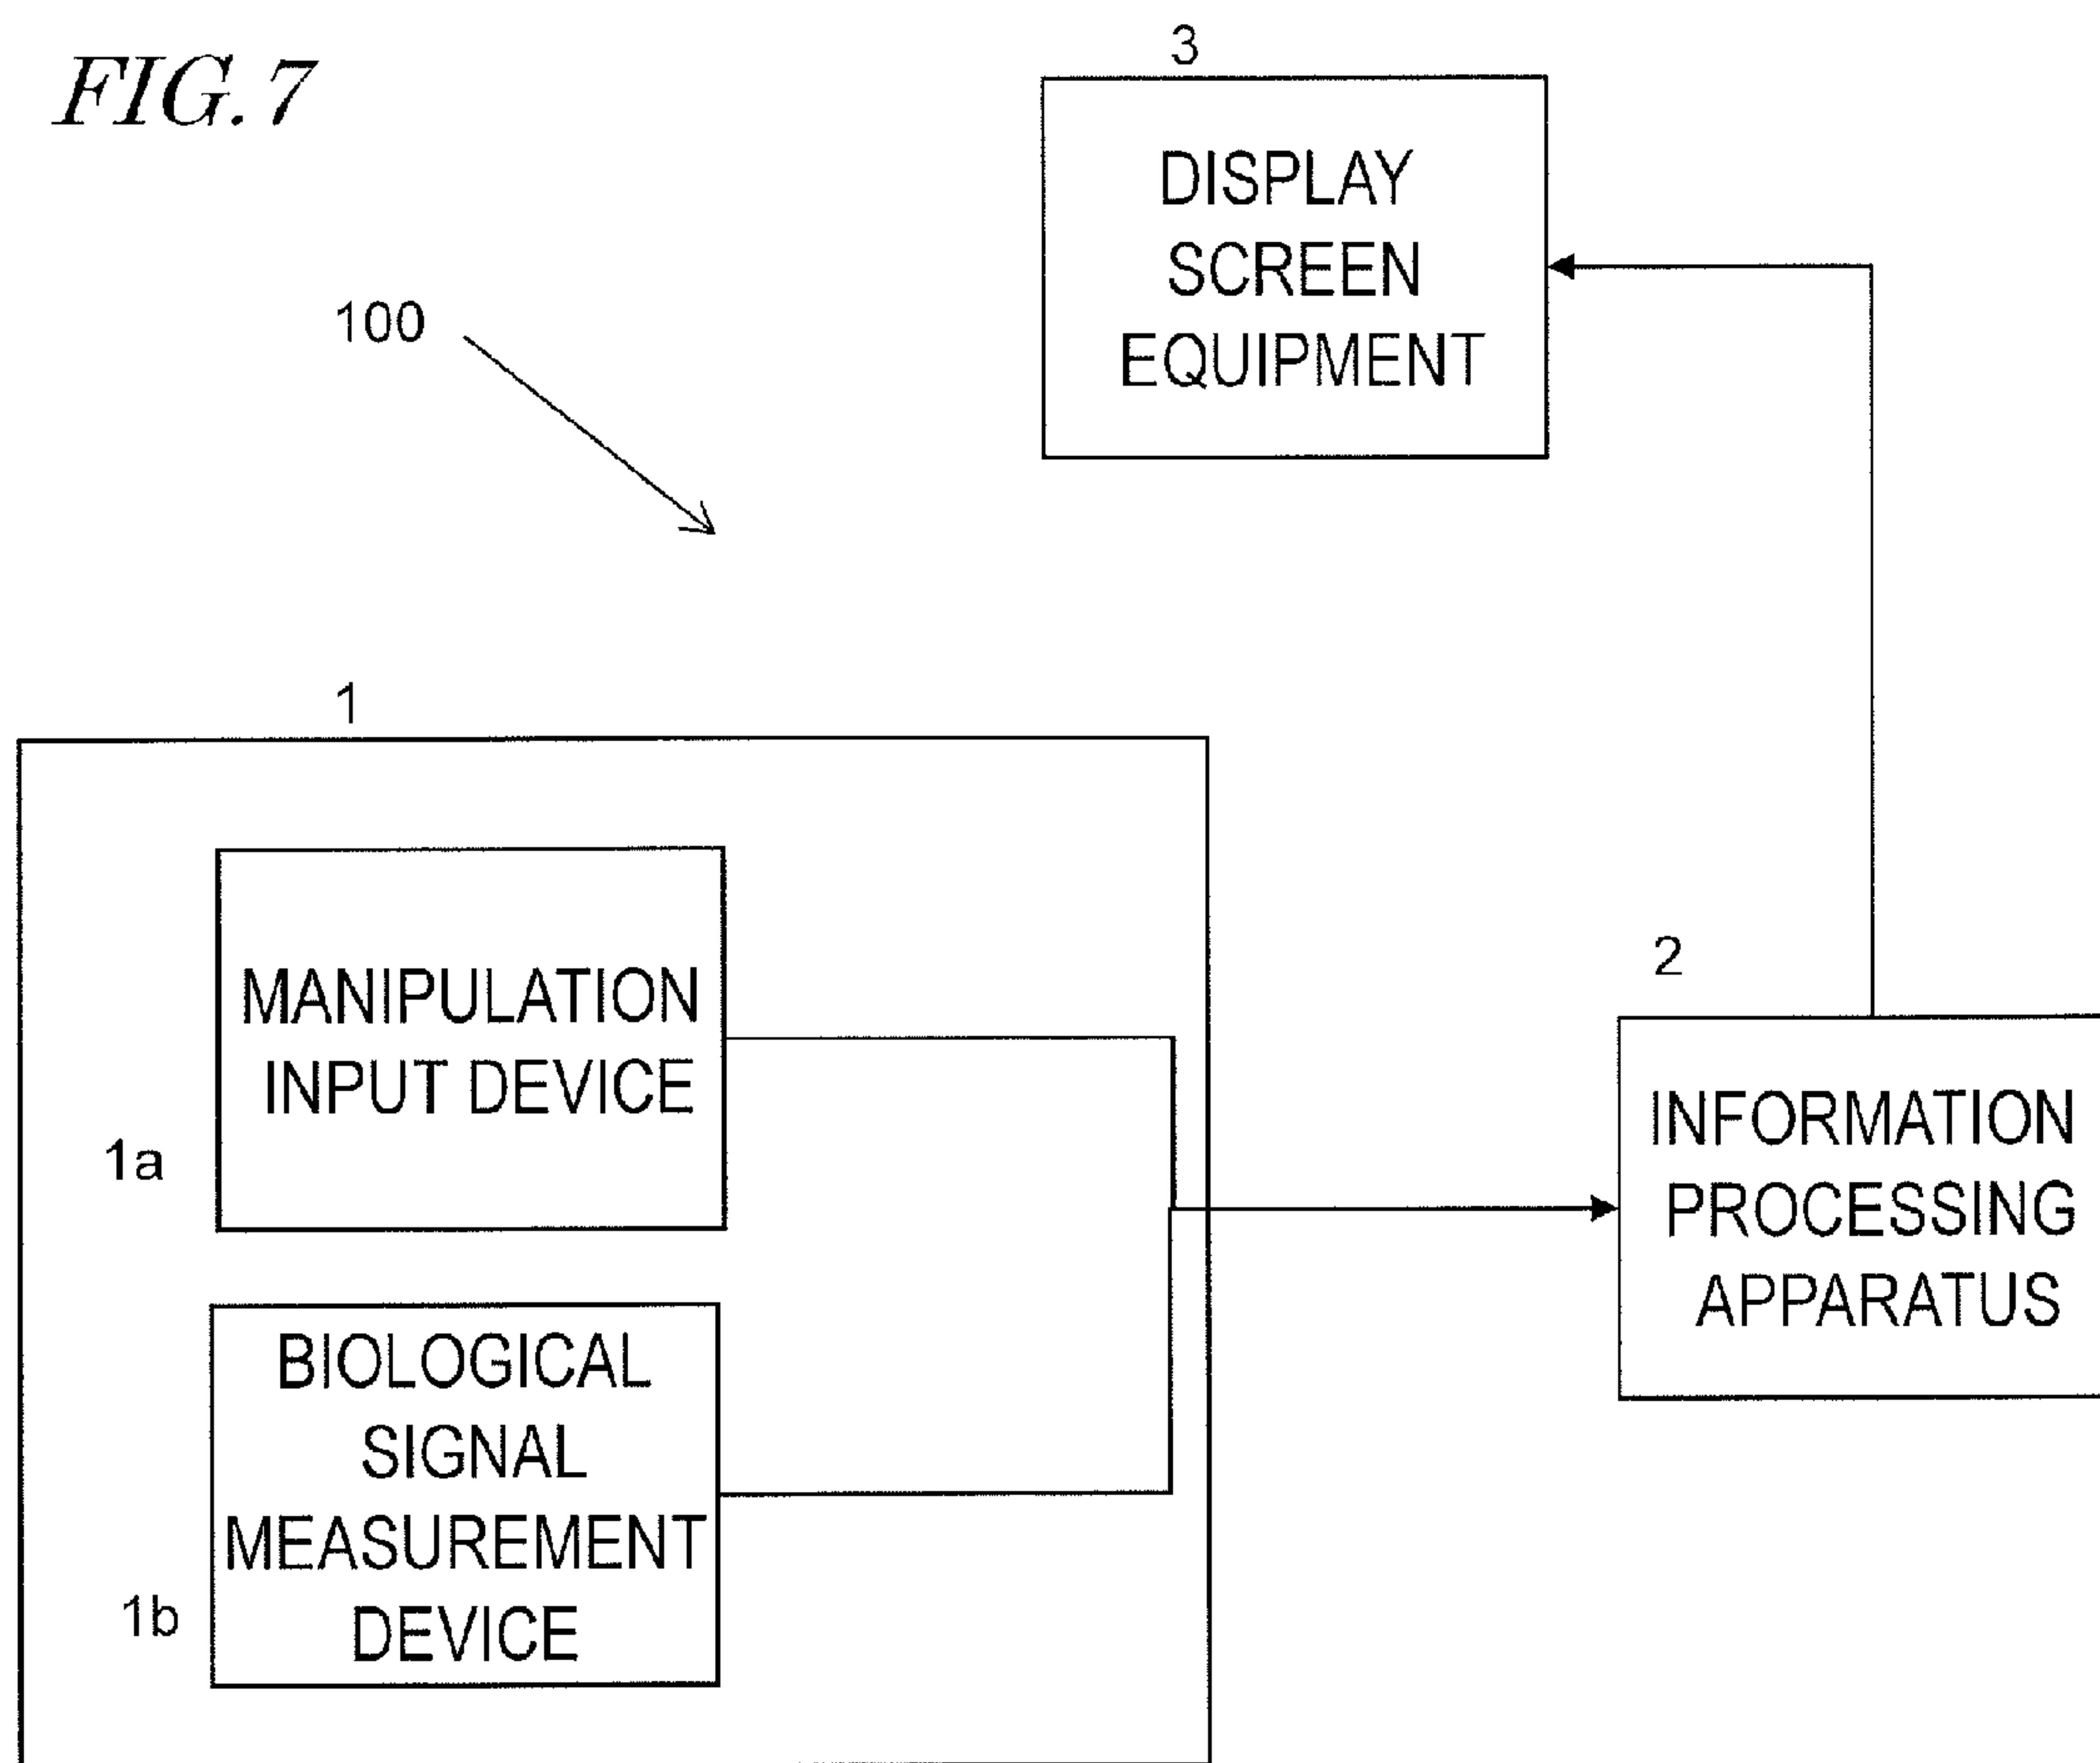 FIG. 7
3
DISPLAY
SCREEN
EQUIPMENT
100
1
MANIPULATION
INPUT DEVICE
1a
2
INFORMATION
PROCESSING
APPARATUS
BIOLOGICAL
SIGNAL
MEASUREMENT
DEVICE
1b